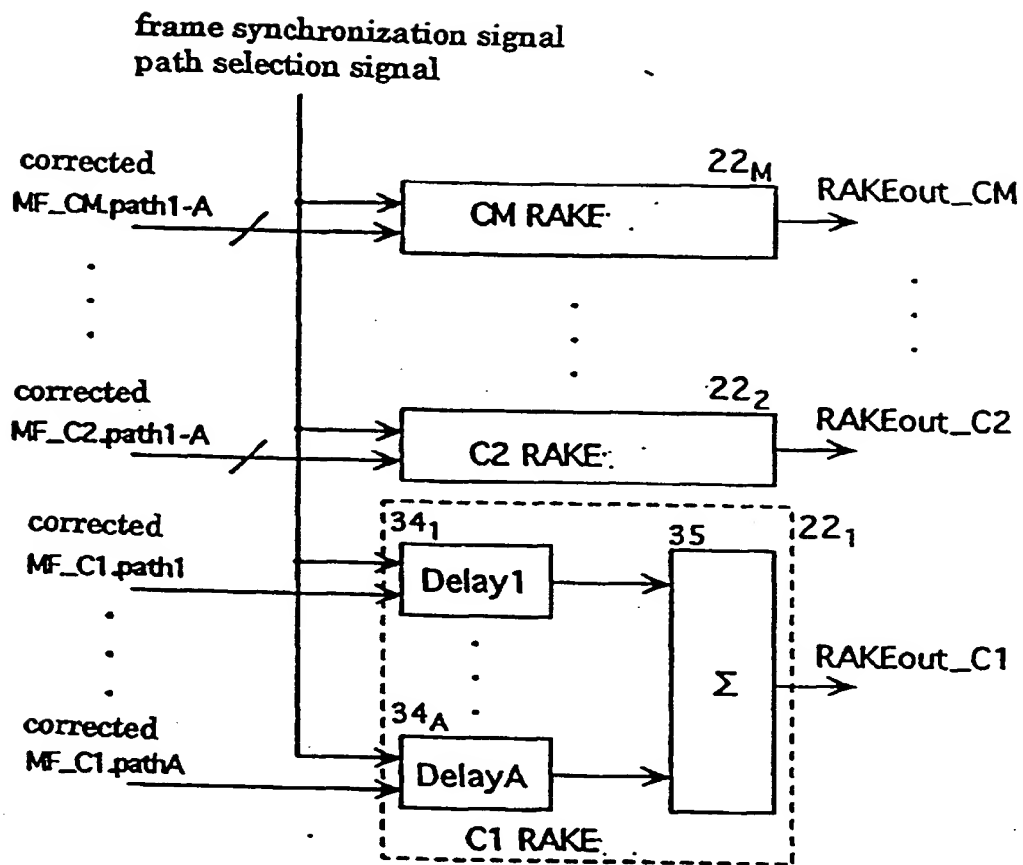 frame synchronization signal
path selection signal
corrected
MF_CM.path1-A
22M
CM RAKE
RAKEout_CM
corrected
MF_C2.path1-A
222
C2 RAKE
RAKEout_C2
corrected
MF_C1.path1
341
Delay1
35
221
Σ
RAKEout_C1
corrected
MF_C1.pathA
34A
DelayA
C1 RAKE